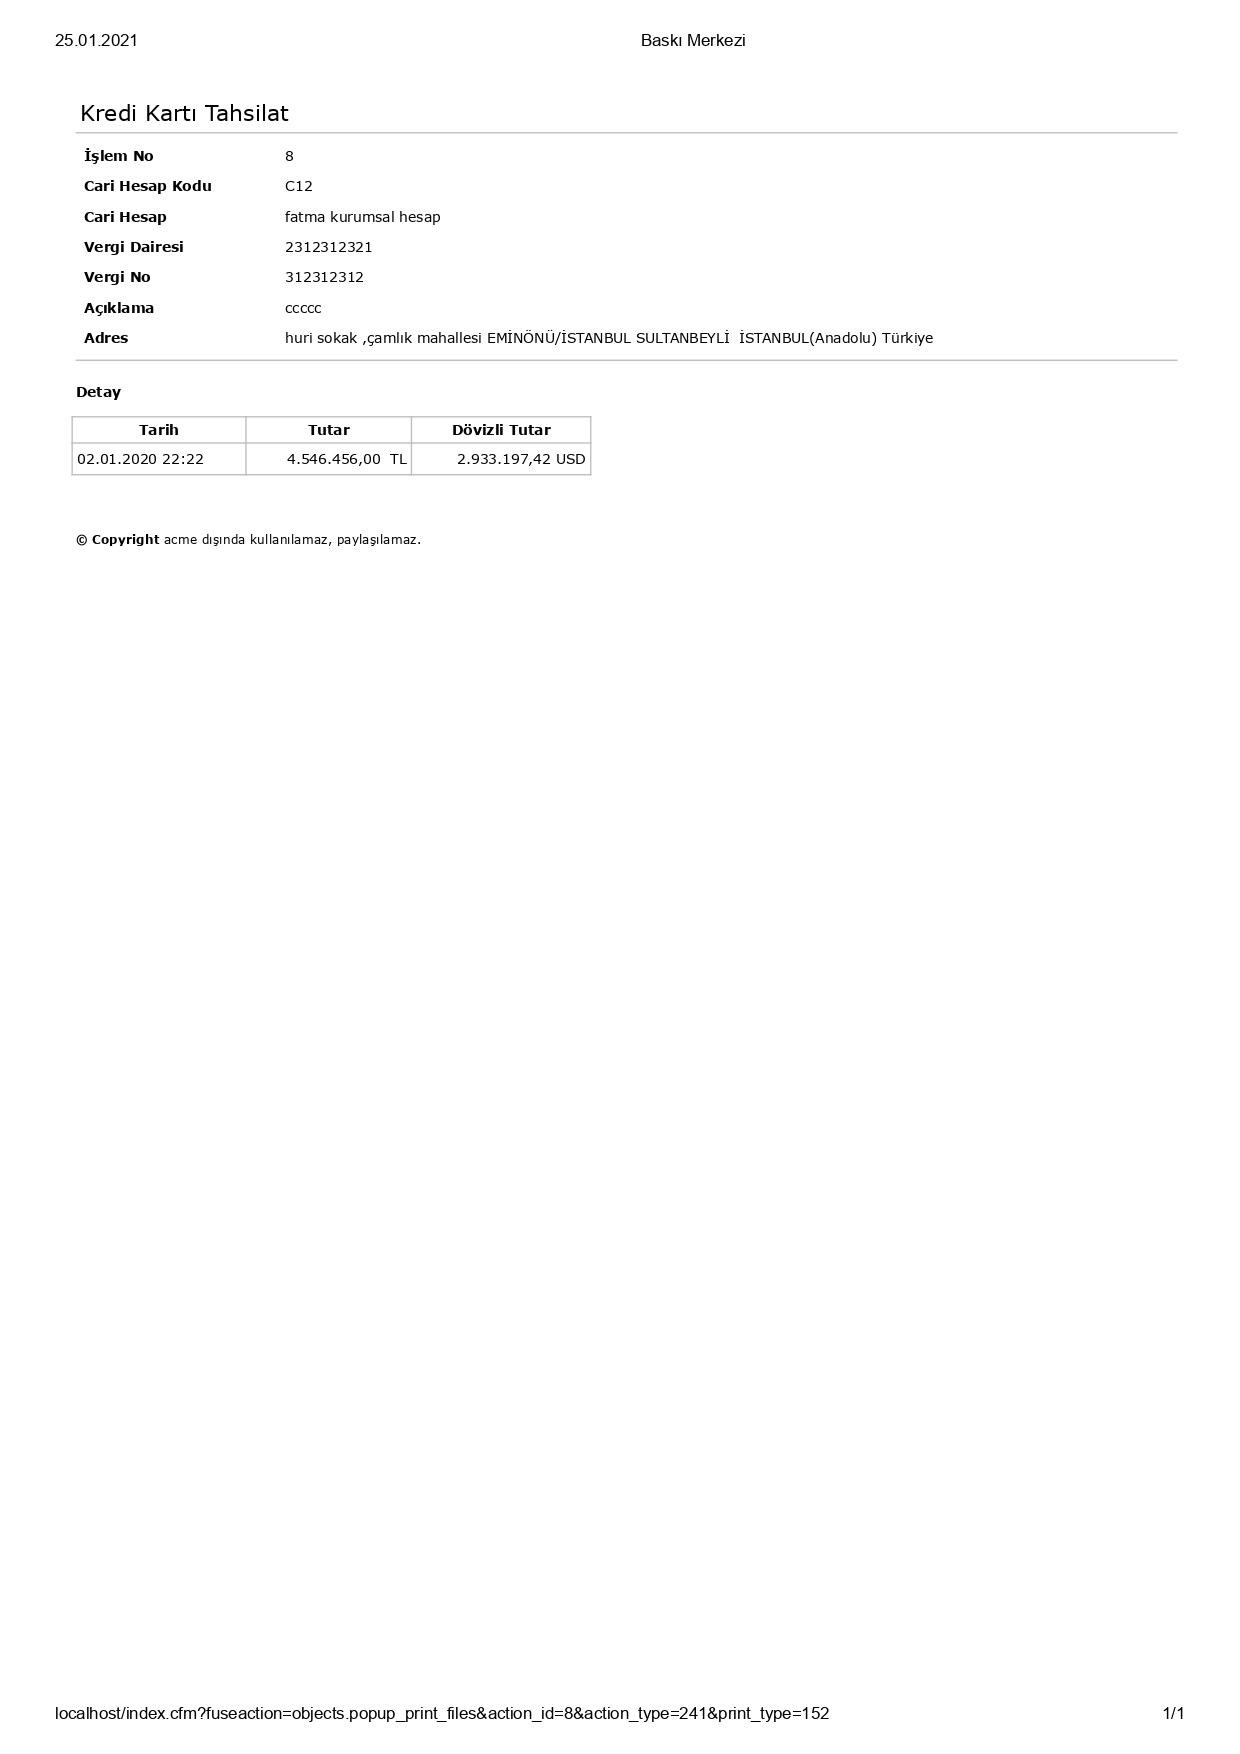 25.01.2021 Baskı Merkezi
Kredi Kartı Tahsilat
İşlem No 8
Cari Hesap Kodu C12
Cari Hesap fatma kurumsal hesap
Vergi Dairesi 2312312321
Vergi No 312312312
Açıklama ccccc
Adres huri sokak ,çamlık mahallesi EMİNÖNÜ/İSTANBUL SULTANBEYLİ İSTANBUL(Anadolu) Türkiye
Detay
Tarih Tutar Dövizli Tutar
02.01.2020 22:22 4.546.456,00 TL 2.933.197,42 USD
© Copyright acme dışında kullanılamaz, paylaşılamaz.
localhost/index.cfm?fuseaction=objects.popup_print_files&action_id=8&action_type=241&print_type=152 1/1